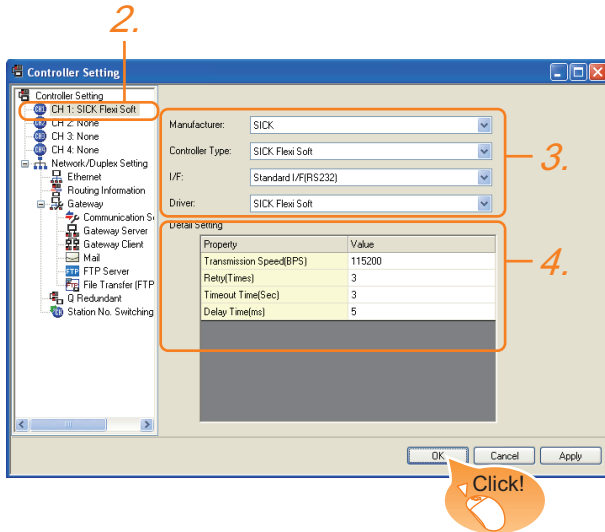 2.
Controller Setting
Controller Setting
CH 1: SICK Flexi Soft
CH 2: None
CH 3: None
CH 4: None
Network/Duplex Setting
Ethernet
Routing Information
Gateway
Communication S
Gateway Server
Gateway Client
Mail
FTP Server
File Transfer (FTP
Q Redundant
Station No. Switching
Manufacturer: SICK
Controller Type: SICK Flexi Soft
I/F: Standard I/F(RS232)
Driver: SICK Flexi Soft
3.
Detail Setting
Property Value
Transmission Speed(BPS) 115200
Retry(Times) 3
Timeout Time(Sec) 3
Delay Time(ms) 5
4.
OK Cancel Apply
Click!